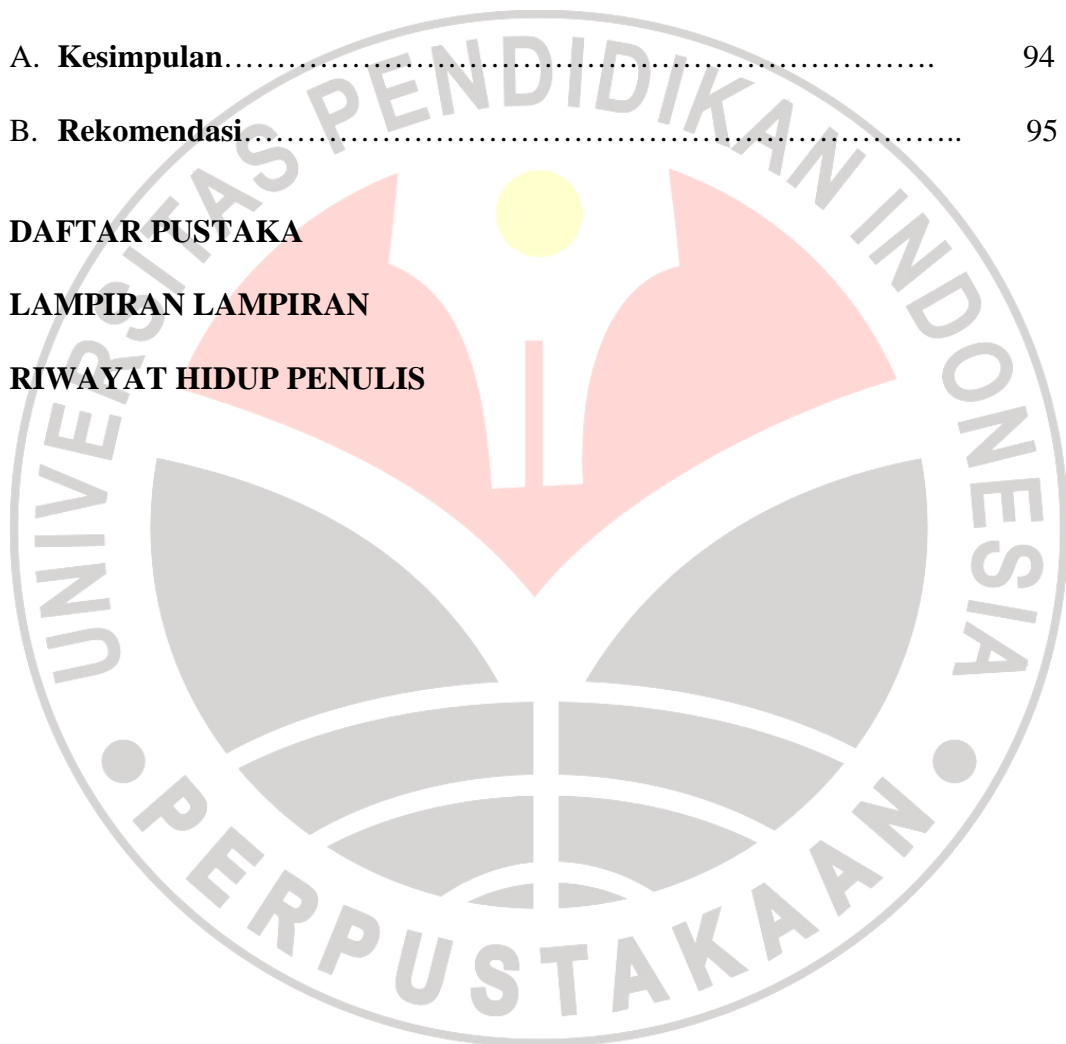 A. Kesimpulan……………………………………………………………………. 94
B. Rekomendasi…………………………………………………………………….. 95
DAFTAR PUSTAKA
LAMPIRAN LAMPIRAN
RIWAYAT HIDUP PENULIS
UNIVERSITAS PENDIDIKAN INDONESIA
PERPUSTAKAAN